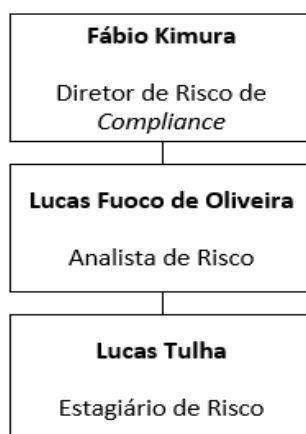 Fábio Kimura
Diretor de Risco de
Compliance
Lucas Fuoco de Oliveira
Analista de Risco
Lucas Tulha
Estagiário de Risco